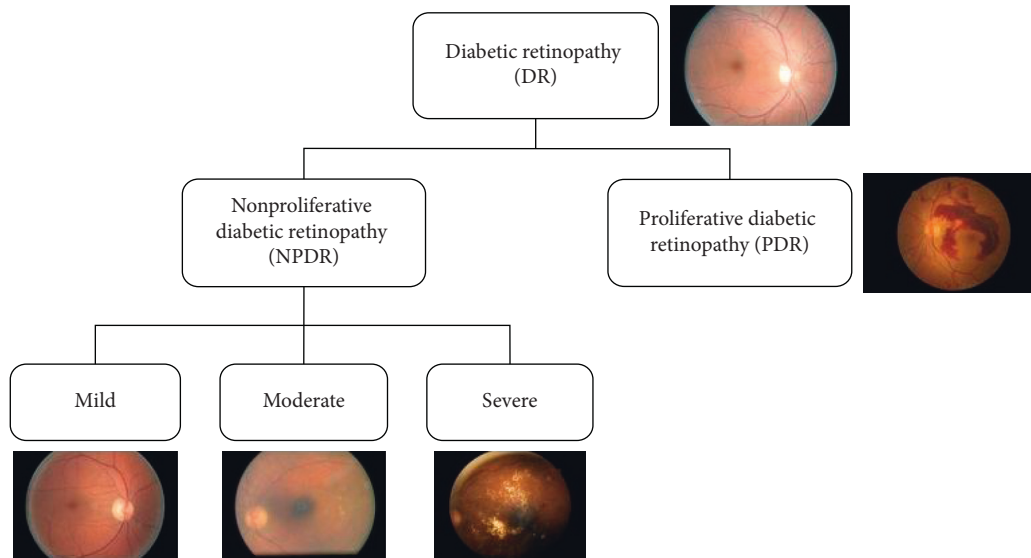 Diabetic retinopathy
(DR)
Nonproliferative
diabetic retinopathy
(NPDR)
Proliferative diabetic
retinopathy (PDR)
Mild
Moderate
Severe